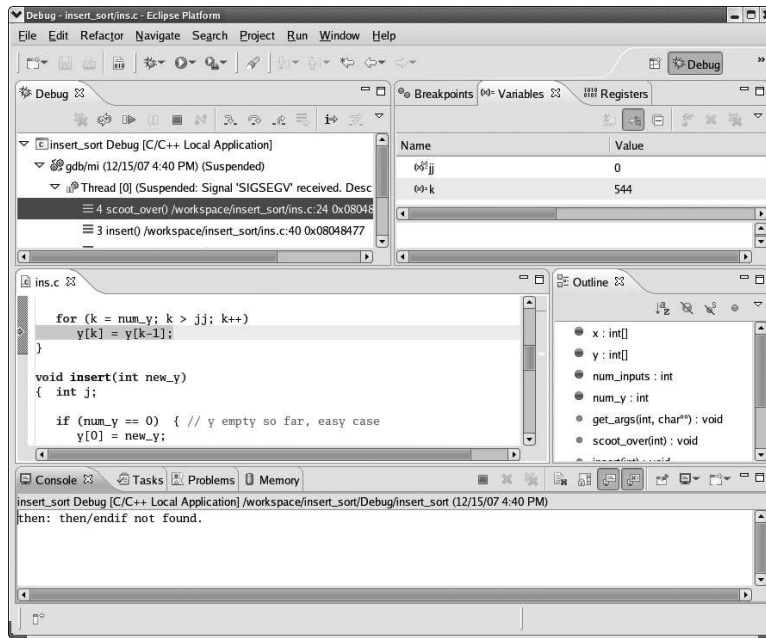 Debug - insert_sort/ins.c - Eclipse Platform
File Edit Refactor Navigate Search Project Run Window Help
Debug
»
Debug
Breakpoints (x)= Variables 1010 0101 Registers
insert_sort Debug [C/C++ Local Application]
gdb/mi (12/15/07 4:40 PM) (Suspended)
Thread [0] (Suspended: Signal 'SIGSEGV' received. Desc
4 scoot_over() /workspace/insert_sort/ins.c:24 0x08048
3 insert() /workspace/insert_sort/ins.c:40 0x08048477
Name Value
jj 0
(x)= k 544
ins.c
for (k = num_y; k > jj; k++)
y[k] = y[k-1];
}
void insert(int new_y)
{ int j;
if (num_y == 0) { // y empty so far, easy case
y[0] = new_y;
Outline
x : int[]
y : int[]
num_inputs : int
num_y : int
get_args(int, char**) : void
scoot_over(int) : void
Console Tasks Problems Memory
insert_sort Debug [C/C++ Local Application] /workspace/insert_sort/Debug/insert_sort (12/15/07 4:40 PM)
then: then/endif not found.